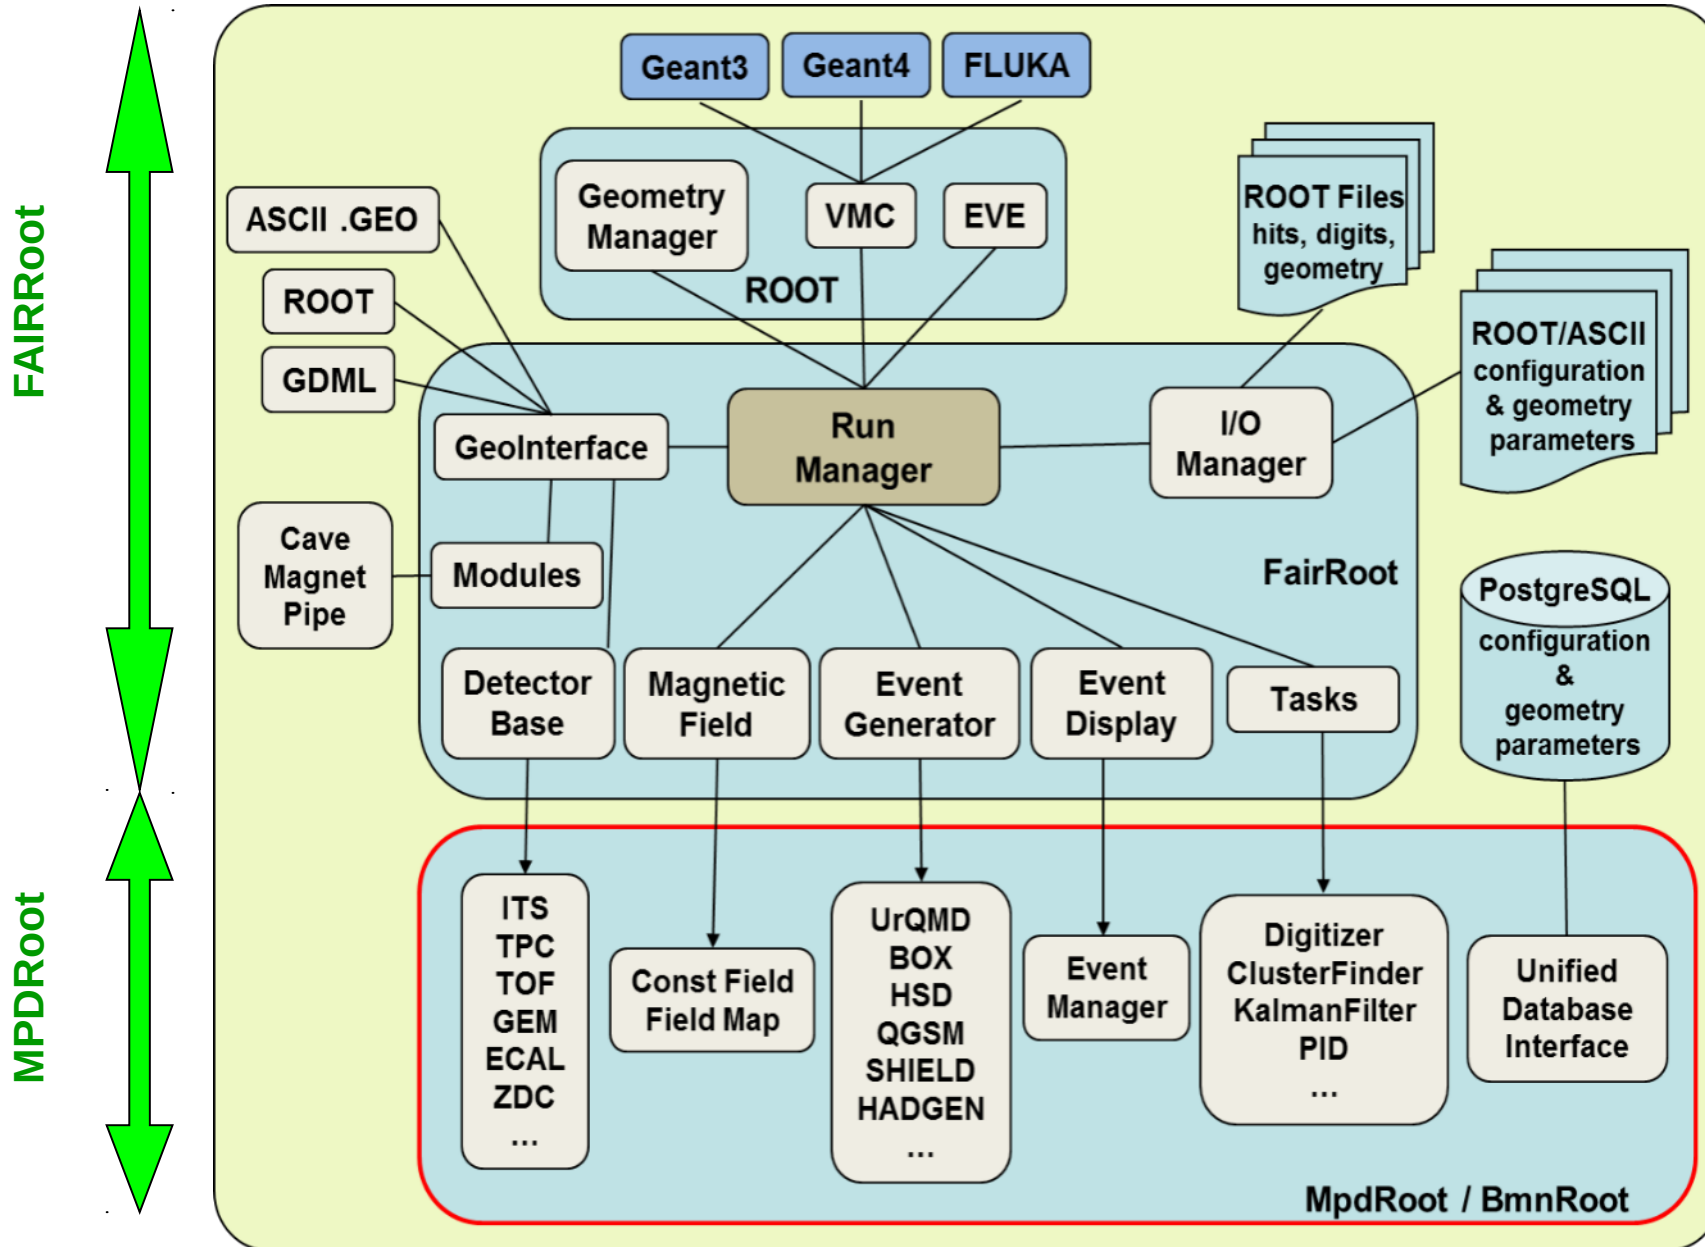 FAIRRoot
MPDRoot
Geant3
Geant4
FLUKA
Geometry
Manager
VMC
EVE
ROOT
ASCII .GEO
ROOT
GDML
ROOT Files
hits, digits,
geometry
ROOT/ASCII
configuration
& geometry
parameters
GeoInterface
Run
Manager
I/O
Manager
Cave
Magnet
Pipe
Modules
FairRoot
PostgreSQL
configuration
&
geometry
parameters
Detector
Base
Magnetic
Field
Event
Generator
Event
Display
Tasks
ITS
TPC
TOF
GEM
ECAL
ZDC
...
Const Field
Field Map
UrQMD
BOX
HSD
QGSM
SHIELD
HADGEN
...
Event
Manager
Digitizer
ClusterFinder
KalmanFilter
PID
...
Unified
Database
Interface
MpdRoot / BmnRoot